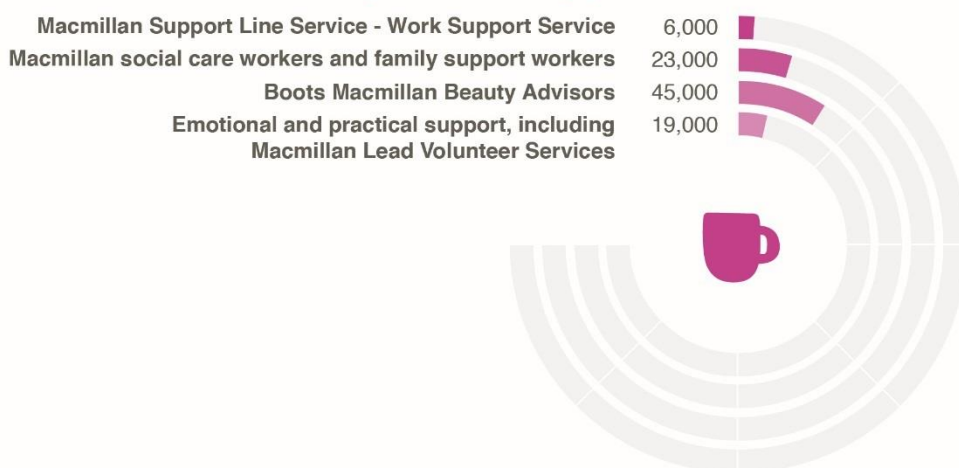 Macmillan Support Line Service - Work Support Service 6,000
Macmillan social care workers and family support workers 23,000
Boots Macmillan Beauty Advisors 45,000
Emotional and practical support, including 19,000
Macmillan Lead Volunteer Services